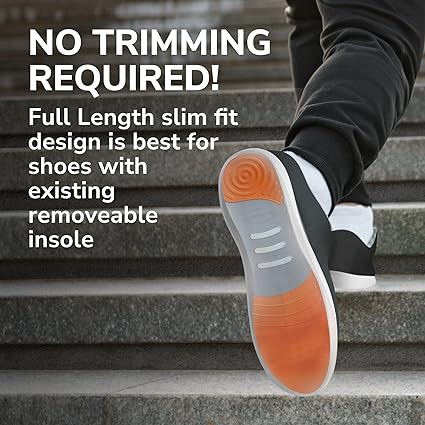 NO TRIMMING
REQUIRED!
Full Length slim fit
design is best for
shoes with
existing
removeable
insole